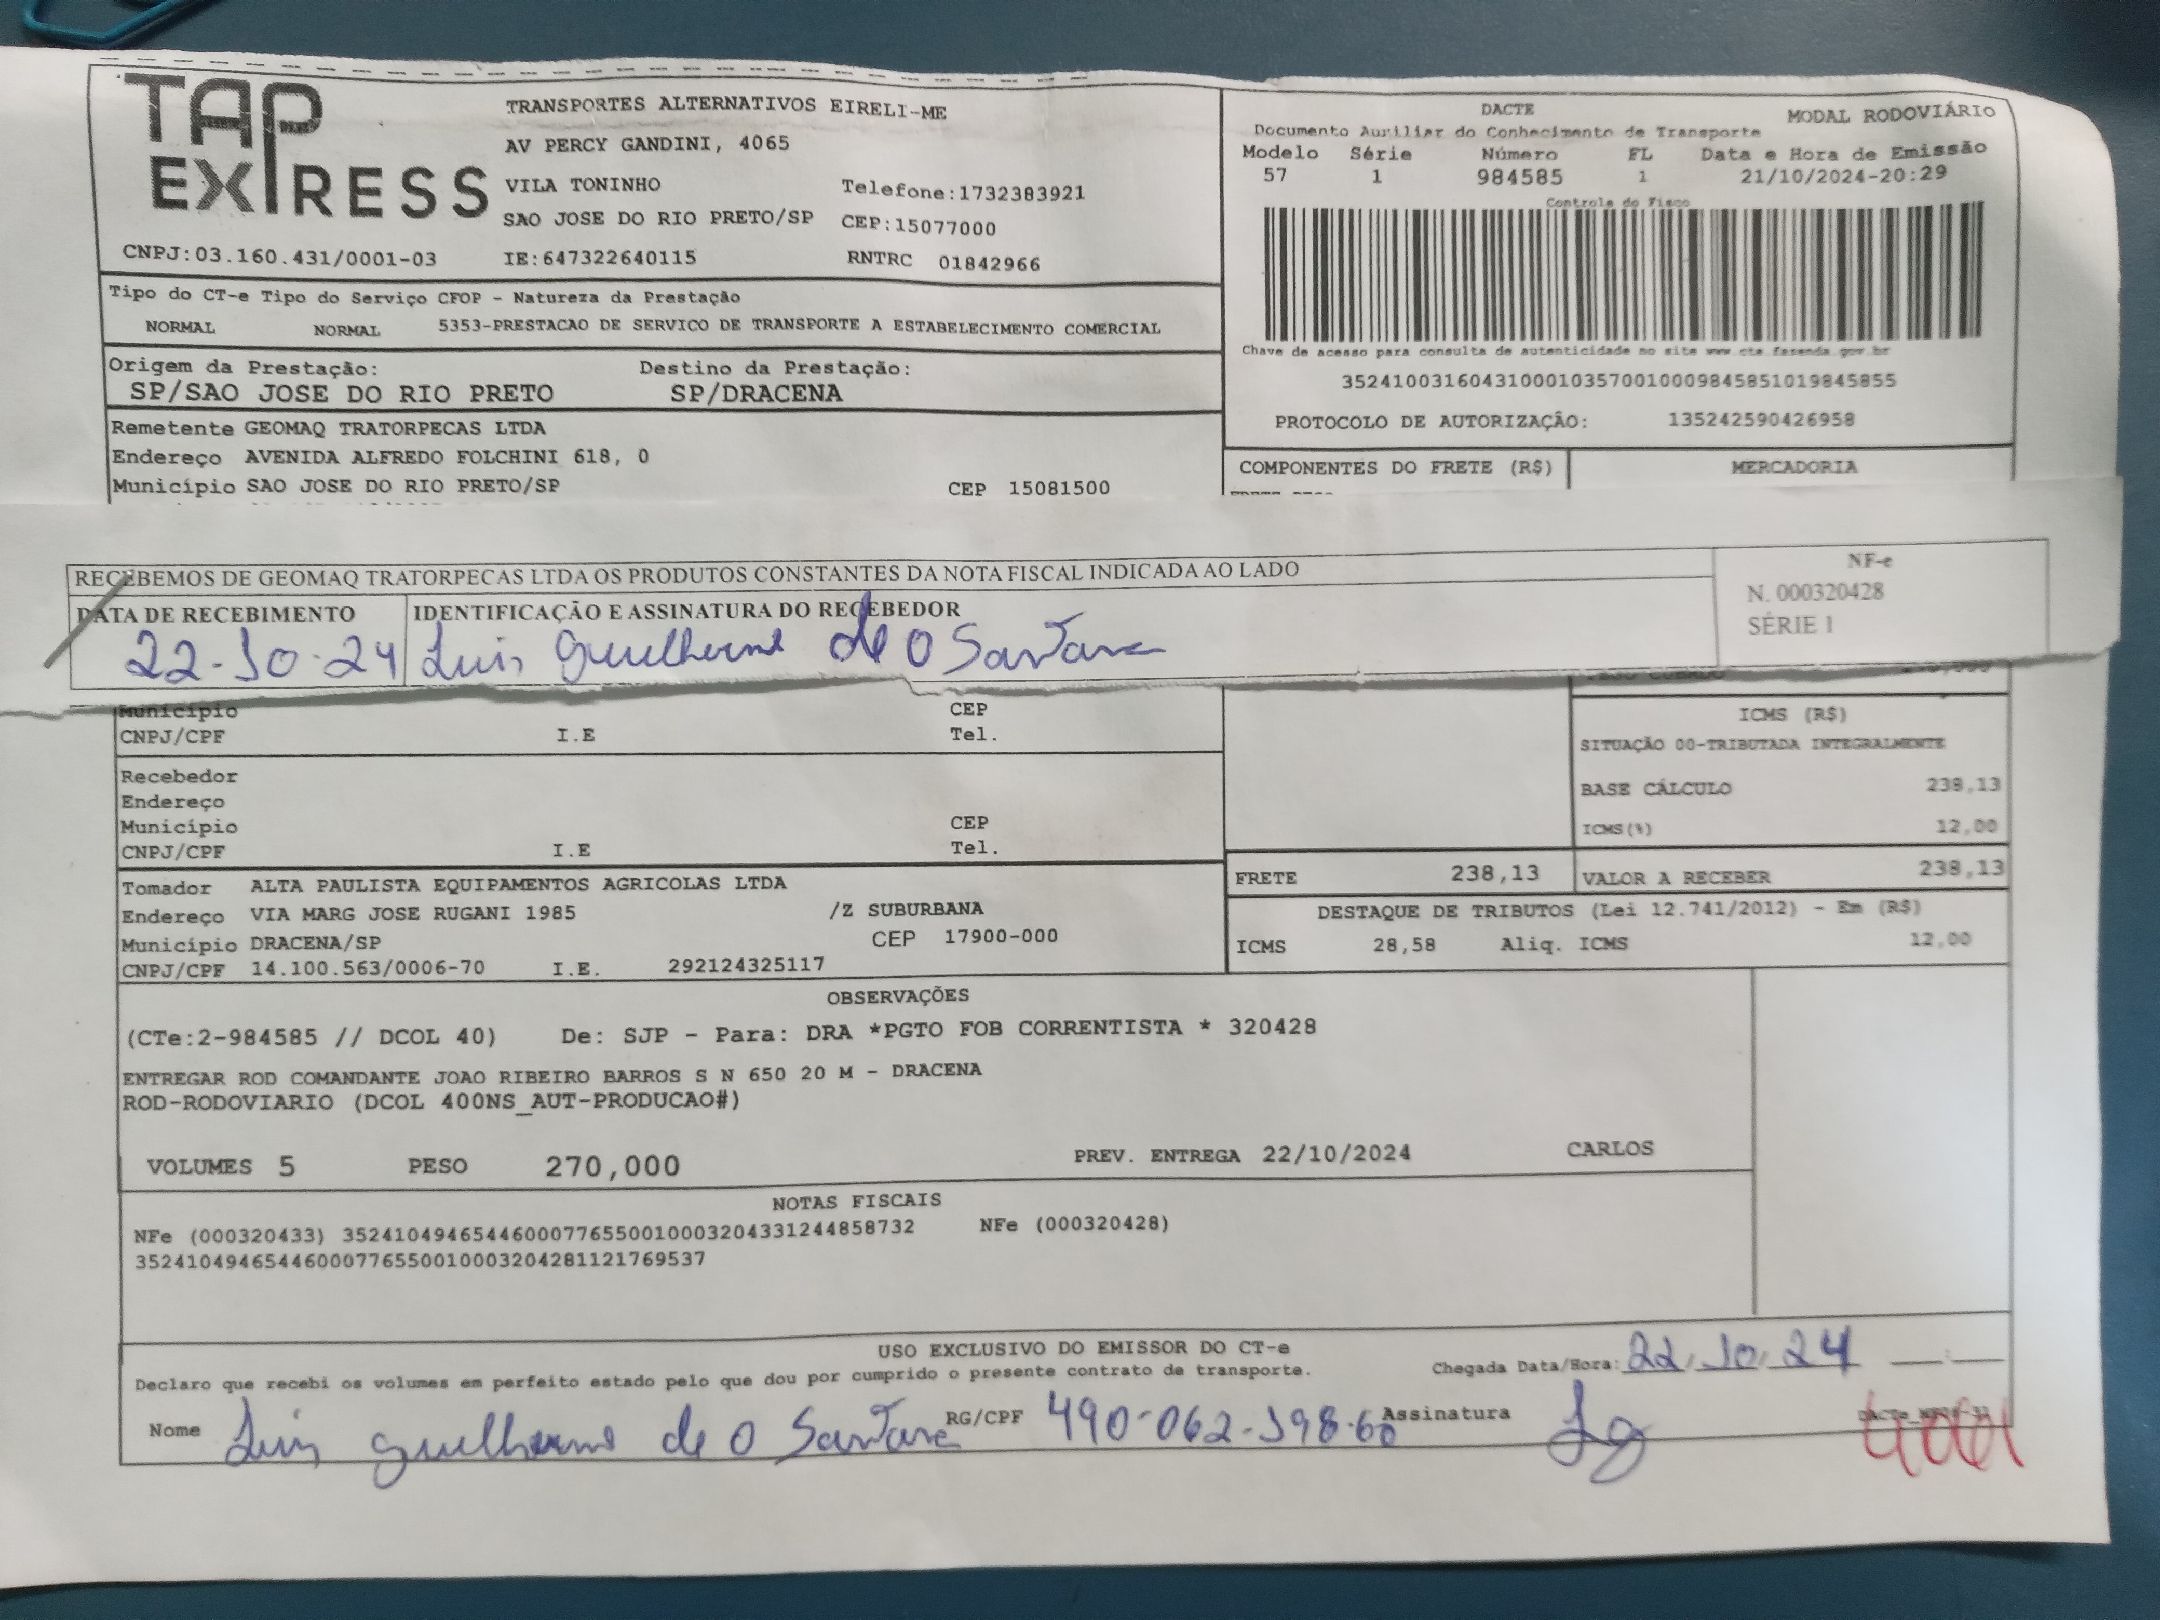 TAP EXPRESS
TRANSPORTES ALTERNATIVOS EIRELI-ME
AV PERCY GANDINI, 4065
VILA TONINHO Telefone:1732383921
SAO JOSE DO RIO PRETO/SP CEP:15077000
CNPJ:03.160.431/0001-03 IE:647322640115 RNTRC 01842966
DACTE MODAL RODOVIÁRIO
Documento Auxiliar do Conhecimento de Transporte
Modelo Série Número FL Data e Hora de Emissão
57 1 984585 1 21/10/2024-20:29
Controle do Fisco
Chave de acesso para consulta de autenticidade no site www.cte.fazenda.gov.br
35241003160431000103570010009845851019845855
PROTOCOLO DE AUTORIZAÇÃO: 135242590426958
Tipo do CT-e Tipo do Serviço CFOP - Natureza da Prestação
NORMAL NORMAL 5353-PRESTACAO DE SERVICO DE TRANSPORTE A ESTABELECIMENTO COMERCIAL
Origem da Prestação: Destino da Prestação:
SP/SAO JOSE DO RIO PRETO SP/DRACENA
Remetente GEOMAQ TRATORPECAS LTDA
Endereço AVENIDA ALFREDO FOLCHINI 618, 0
Município SAO JOSE DO RIO PRETO/SP CEP 15081500
COMPONENTES DO FRETE (R$) MERCADORIA
RECEBEMOS DE GEOMAQ TRATORPECAS LTDA OS PRODUTOS CONSTANTES DA NOTA FISCAL INDICADA AO LADO
DATA DE RECEBIMENTO IDENTIFICAÇÃO E ASSINATURA DO RECEBEDOR
22-10-24 Luis Guilherme de O Santana
NF-e
N. 000320428
SÉRIE 1
Município CEP
CNPJ/CPF I.E Tel.
Recebedor
Endereço
Município CEP
CNPJ/CPF I.E Tel.
ICMS (R$)
SITUAÇÃO 00-TRIBUTADA INTEGRALMENTE
BASE CÁLCULO 238,13
ICMS(%) 12,00
FRETE 238,13 VALOR A RECEBER 238,13
Tomador ALTA PAULISTA EQUIPAMENTOS AGRICOLAS LTDA
Endereço VIA MARG JOSE RUGANI 1985 /Z SUBURBANA
Município DRACENA/SP CEP 17900-000
CNPJ/CPF 14.100.563/0006-70 I.E. 292124325117
DESTAQUE DE TRIBUTOS (Lei 12.741/2012) - Em (R$)
ICMS 28,58 Aliq. ICMS 12,00
OBSERVAÇÕES
(CTe:2-984585 // DCOL 40) De: SJP - Para: DRA *PGTO FOB CORRENTISTA * 320428
ENTREGAR ROD COMANDANTE JOAO RIBEIRO BARROS S N 650 20 M - DRACENA
ROD-RODOVIARIO (DCOL 400NS_AUT-PRODUCAO#)
VOLUMES 5 PESO 270,000 PREV. ENTREGA 22/10/2024 CARLOS
NOTAS FISCAIS
NFe (000320433) 35241049465446000776550010003204331244858732 NFe (000320428)
35241049465446000776550010003204281121769537
USO EXCLUSIVO DO EMISSOR DO CT-e
Declaro que recebi os volumes em perfeito estado pelo que dou por cumprido o presente contrato de transporte.
Chegada Data/Hora: 22.10.24 __:__
Nome Luis Guilherme de O Santana RG/CPF 490-062-198-60 Assinatura Lg